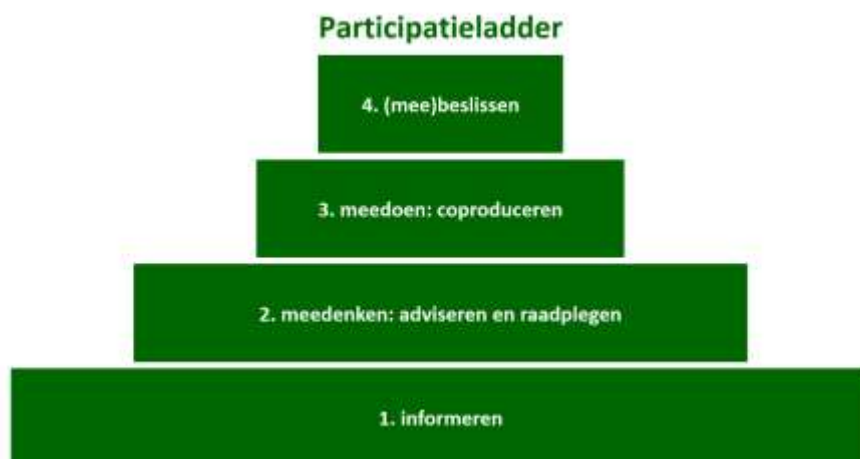 Participatieladder
4. (mee)beslissen
3. meedoen: coproduceren
2. meedenken: adviseren en raadplegen
1. informeren